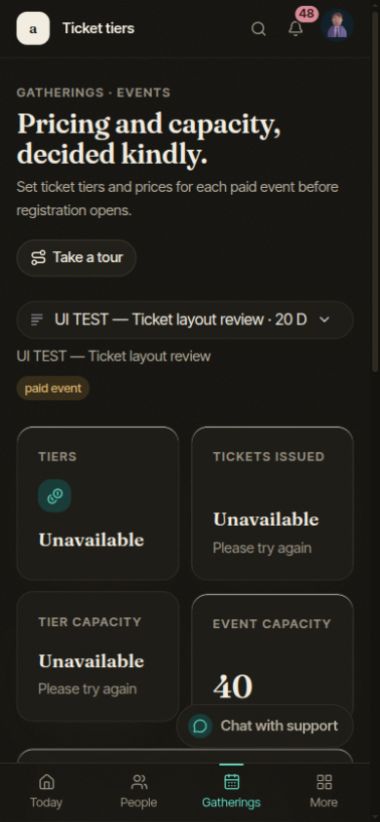 a
Ticket tiers
48
GATHERINGS · EVENTS
Pricing and capacity,
decided kindly.
Set ticket tiers and prices for each paid event before
registration opens.
Take a tour
UI TEST — Ticket layout review · 20 D
UI TEST — Ticket layout review
paid event
TIERS
Unavailable
TICKETS ISSUED
Unavailable
Please try again
TIER CAPACITY
Unavailable
Please try again
EVENT CAPACITY
40
Chat with support
Today
People
Gatherings
More